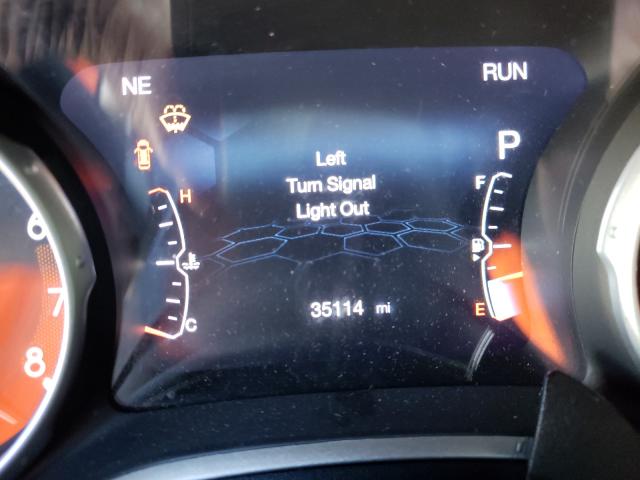 NE
RUN
P
Left
Turn Signal
Light Out
H
F
6
7
8
35114 mi
C
E